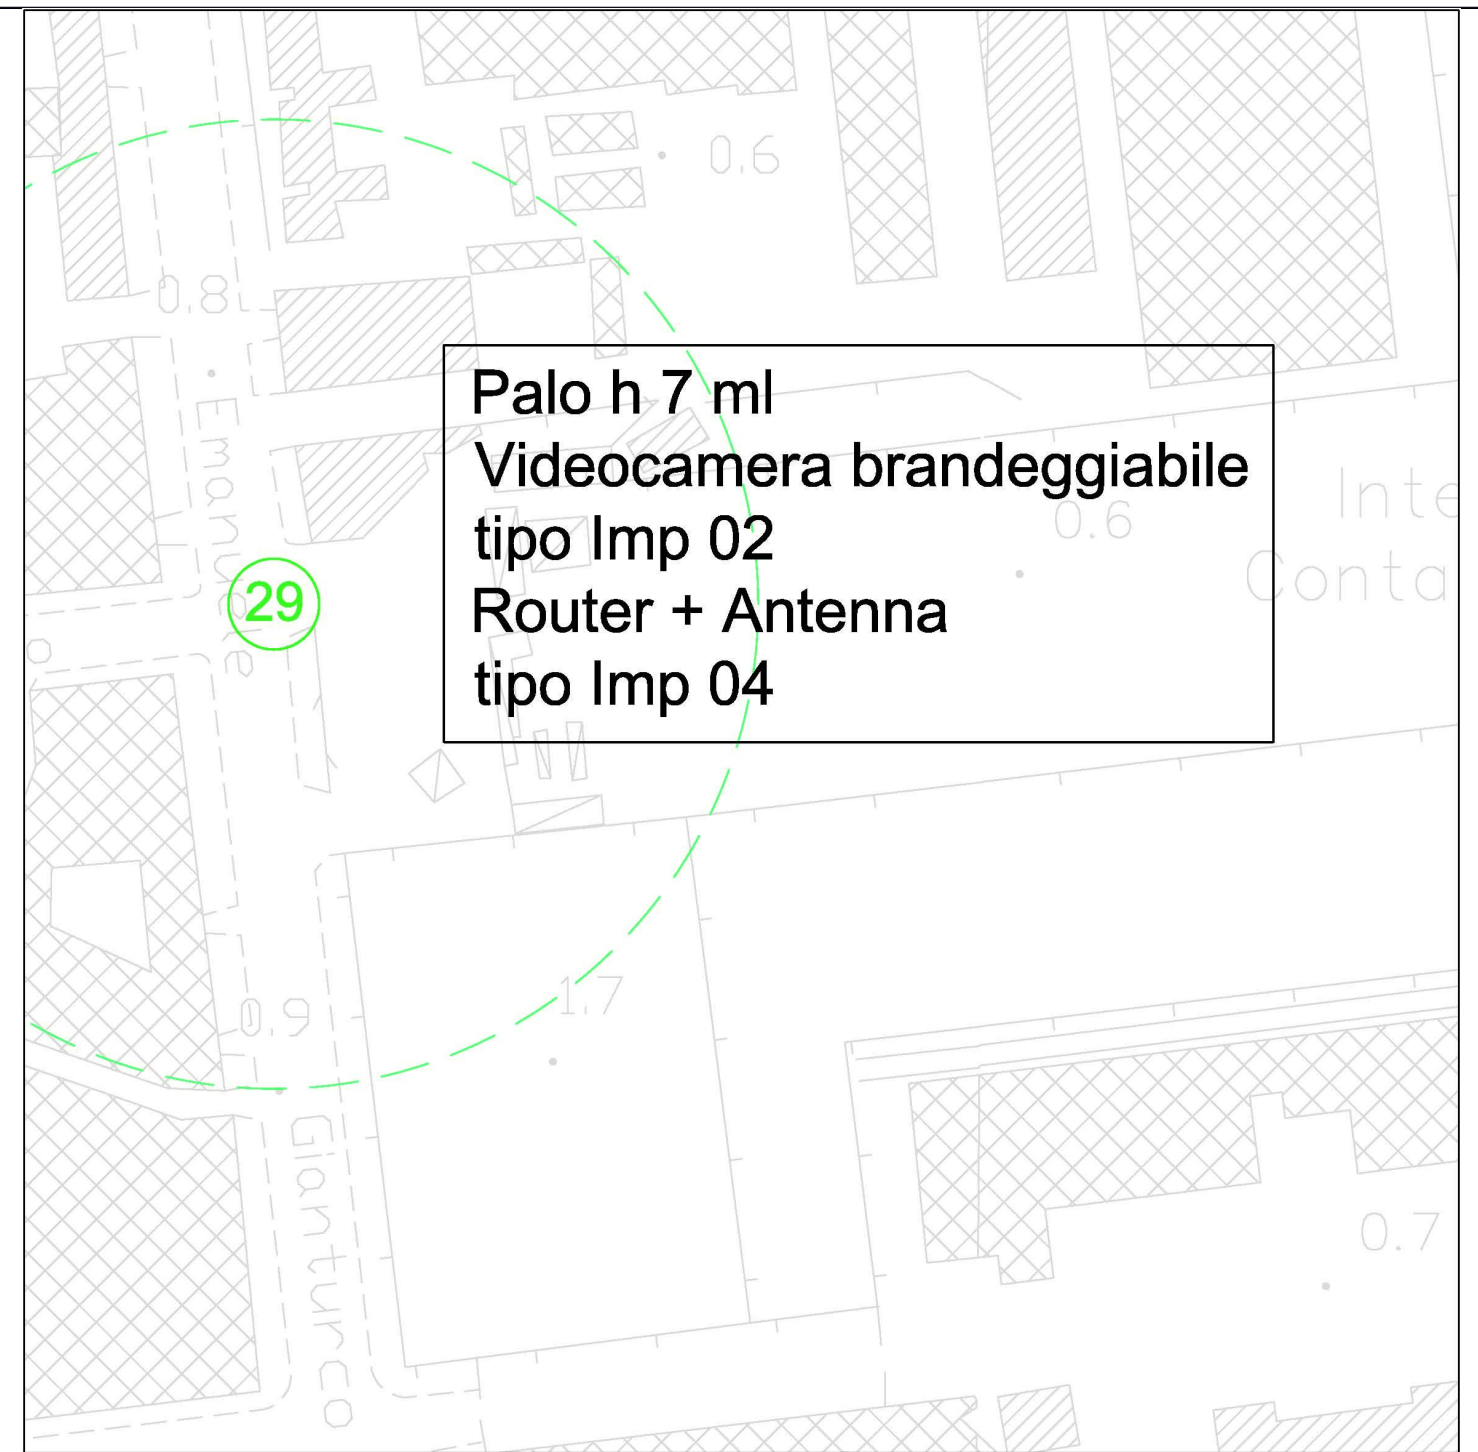 0.6
0.8
Palo h 7 ml
Videocamera brandeggiabile
tipo Imp 02
Router + Antenna
tipo Imp 04
Emanuele
0.6
Inte
Conta
29
0.9
1.7
Gianturco
0.7